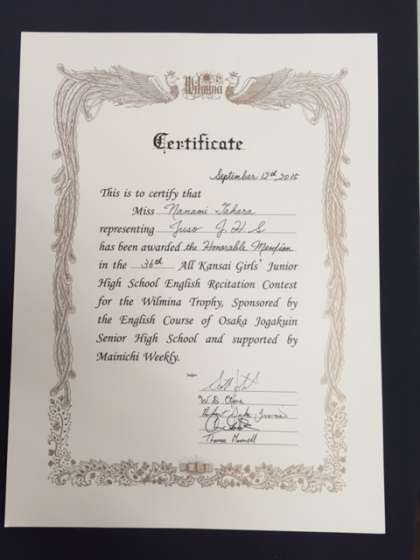 Wilmina
Certificate
September 12th, 2015
This is to certify that
Miss Nanami Tahara
representing Juso J. H. S
has been awarded the Honorable Mention
in the 36th All Kansai Girls' Junior
High School English Recitation Contest
for the Wilmina Trophy, Sponsored by
the English Course of Osaka Jogakuin
Senior High School and supported by
Mainichi Weekly.
W. D. Cline
Thomas Maxwell